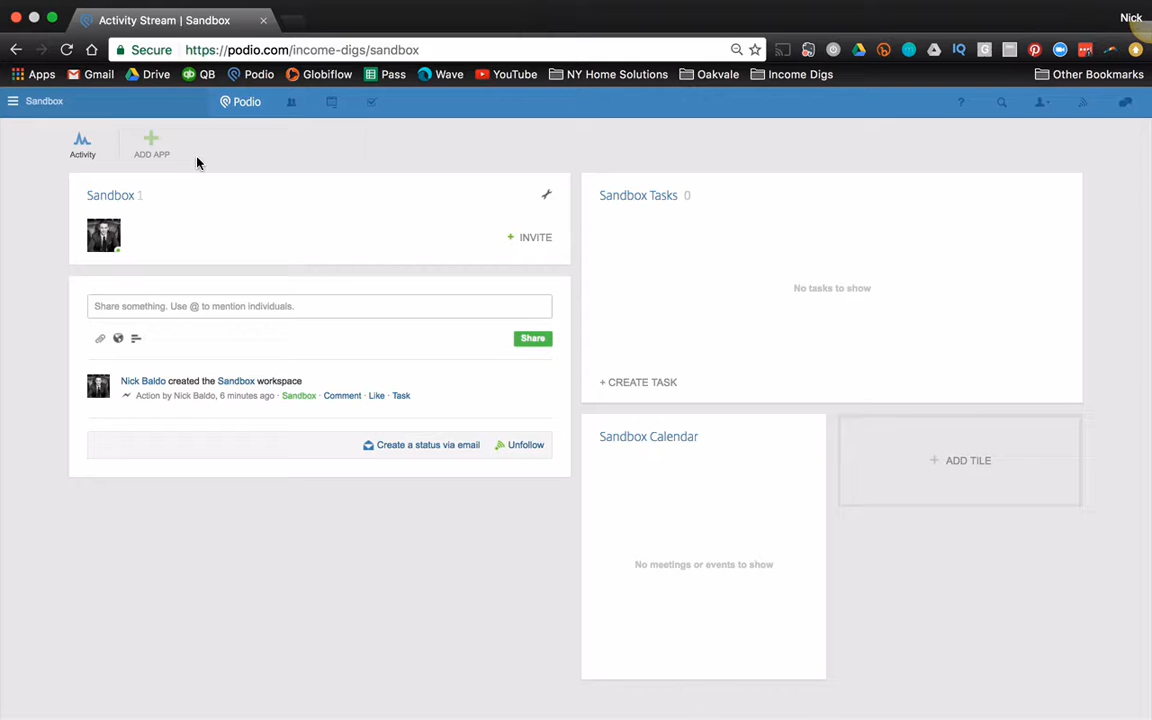 Activity Stream | Sandbox
Nick
Secure https://podio.com/income-digs/sandbox
Apps Gmail Drive QB Podio Globiflow Pass Wave YouTube NY Home Solutions Oakvale Income Digs Other Bookmarks
Sandbox Podio
Activity ADD APP
Sandbox 1
+ INVITE
Share something. Use @ to mention individuals.
Share
Nick Baldo created the Sandbox workspace
Action by Nick Baldo, 6 minutes ago · Sandbox · Comment · Like · Task
Create a status via email Unfollow
Sandbox Tasks 0
No tasks to show
+ CREATE TASK
Sandbox Calendar
No meetings or events to show
+ ADD TILE